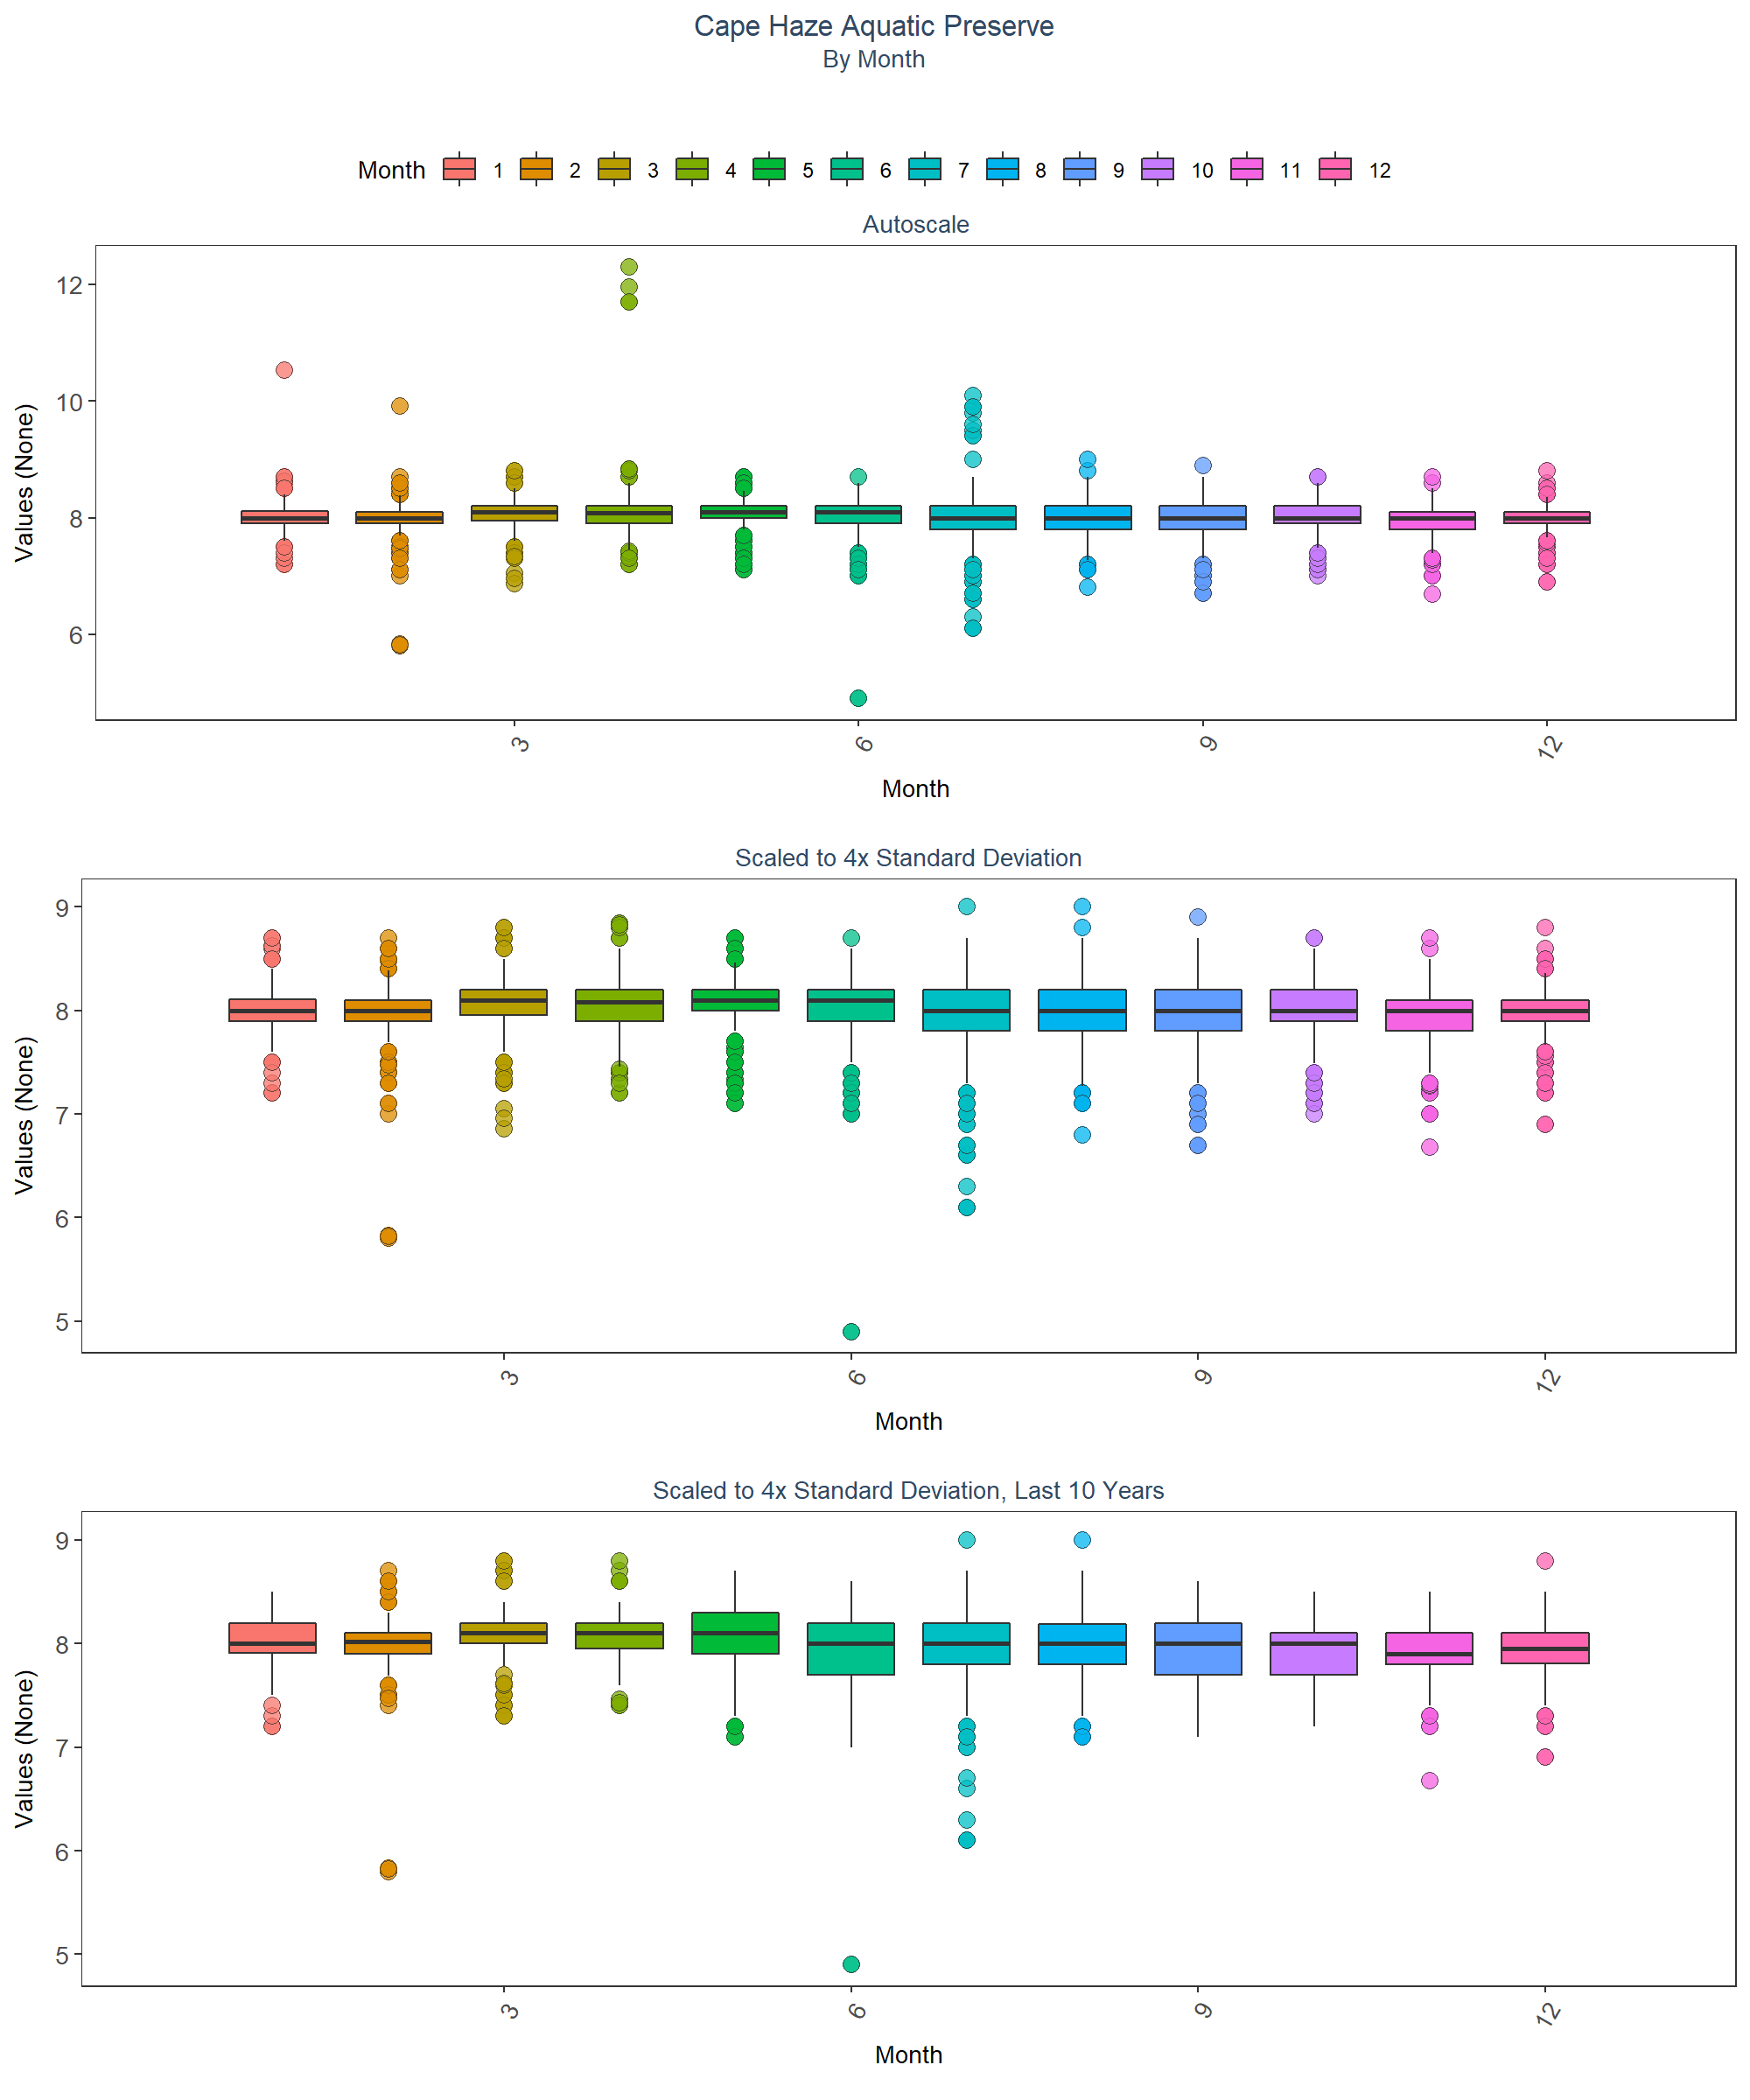 Cape Haze Aquatic Preserve
By Month
Month 1 2 3 4 5 6 7 8 9 10 11 12
Autoscale
12
10
8
6
Values (None)
3 6 9 12
Month
Scaled to 4x Standard Deviation
9
8
7
6
5
Values (None)
3 6 9 12
Month
Scaled to 4x Standard Deviation, Last 10 Years
9
8
7
6
5
Values (None)
3 6 9 12
Month